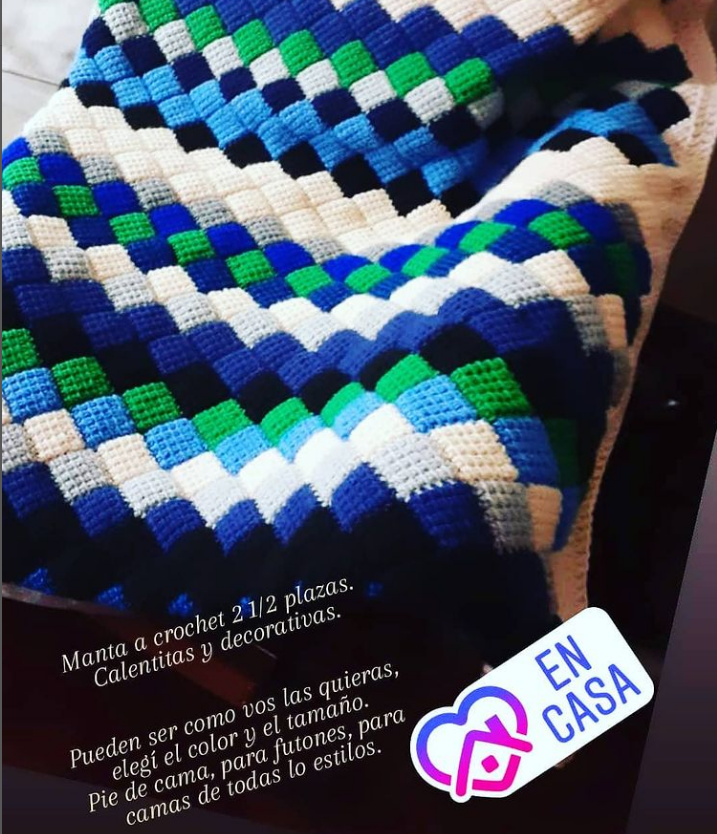 Manta a crochet 2 1/2 plazas.
Calentitas y decorativas.
Pueden ser como vos las quieras,
elegí el color y el tamaño.
Pie de cama, para futones, para
camas de todas lo estilos.
EN
CASA